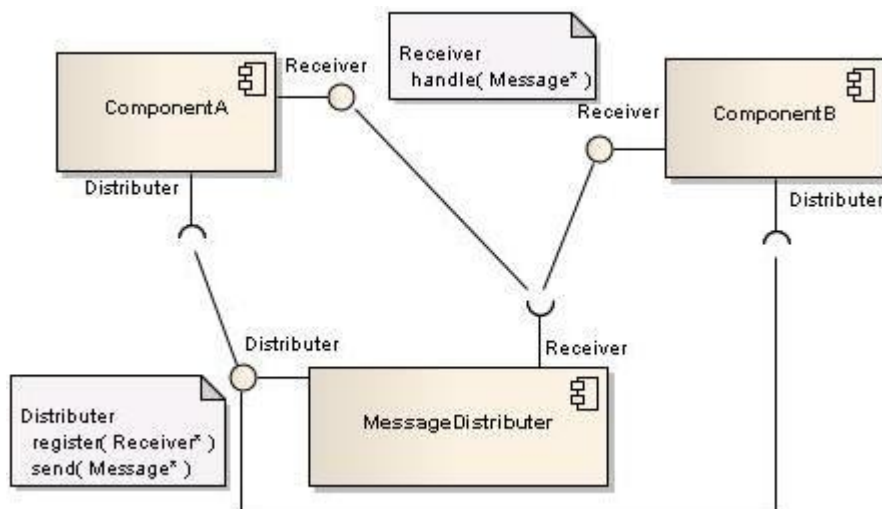 Receiver
Receiver
handle( Message* )
ComponentA
Receiver
ComponentB
Distributer
Distributer
Distributer
Receiver
Distributer
register( Receiver* )
send( Message* )
MessageDistributer